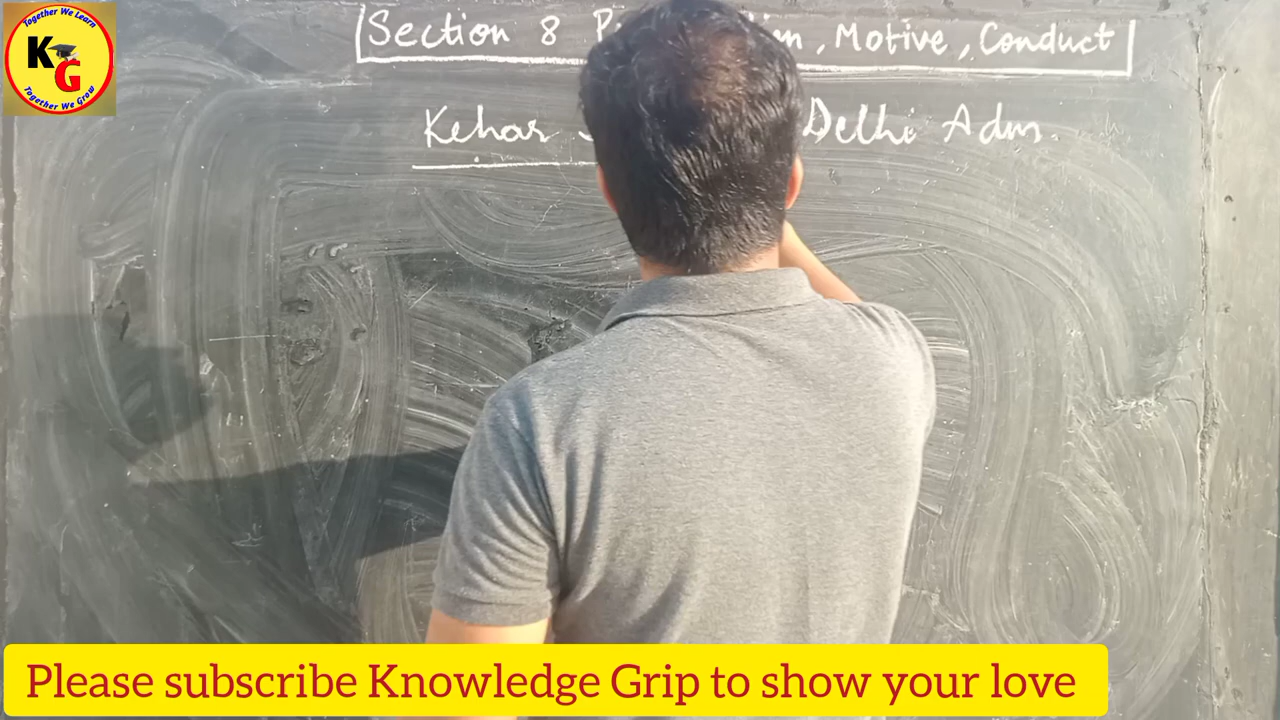 Together We Learn
KG
Together We Grow
Section 8 , Motive, Conduct
Kehar Delhi Adm.
Please subscribe Knowledge Grip to show your love